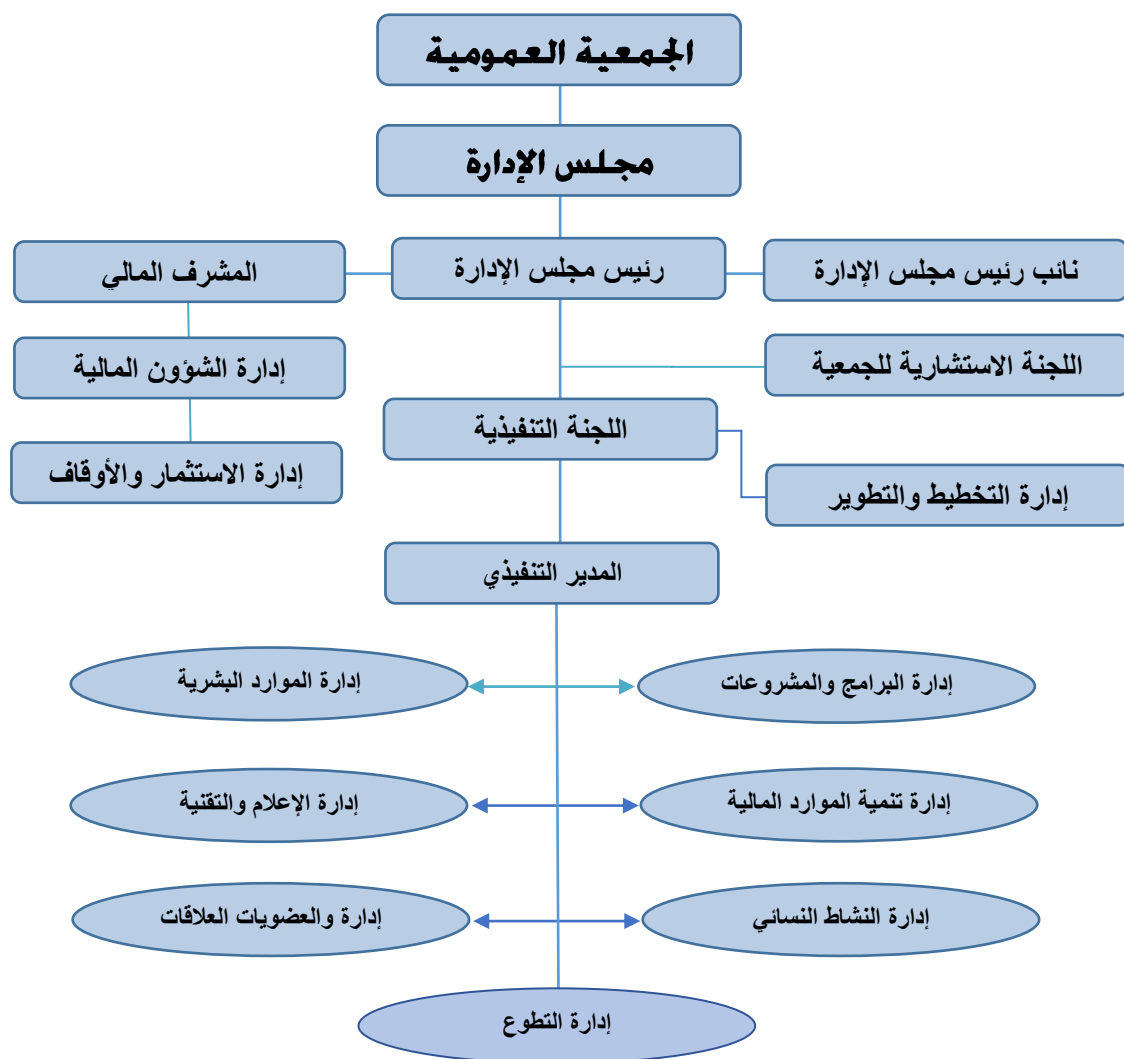 الجمعية العمومية
مجلس الإدارة
نائب رئيس مجلس الإدارة
رئيس مجلس الإدارة
المشرف المالي
اللجنة الاستشارية للجمعية
إدارة الشؤون المالية
اللجنة التنفيذية
إدارة الاستثمار والأوقاف
إدارة التخطيط والتطوير
المدير التنفيذي
إدارة البرامج والمشروعات
إدارة الموارد البشرية
إدارة تنمية الموارد المالية
إدارة الإعلام والتقنية
إدارة النشاط النسائي
إدارة والعضويات العلاقات
إدارة التطوع